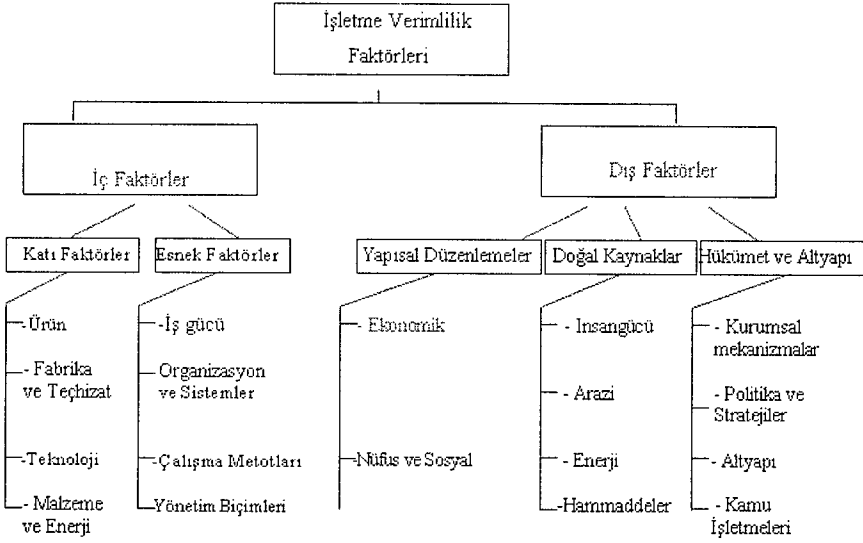 İşletme Verimlilik
Faktörleri
İç Faktörler
Dış Faktörler
Katı Faktörler
Esnek Faktörler
Yapısal Düzenlemeler
Doğal Kaynaklar
Hükümet ve Altyapı
-Ürün
- Fabrika
ve Teçhizat
-Teknoloji
- Malzeme
ve Enerji
-İş gücü
Organizasyon
ve Sistemler
-Çalışma Metotları
Yönetim Biçimleri
- Ekonomik
-Nüfus ve Sosyal
- Insangücü
- Arazi
- Enerji
-Hammaddeler
- Kurumsal
mekanizmalar
- Politika ve
Stratejiler
- Altyapı
- Kamu
İşletmeleri